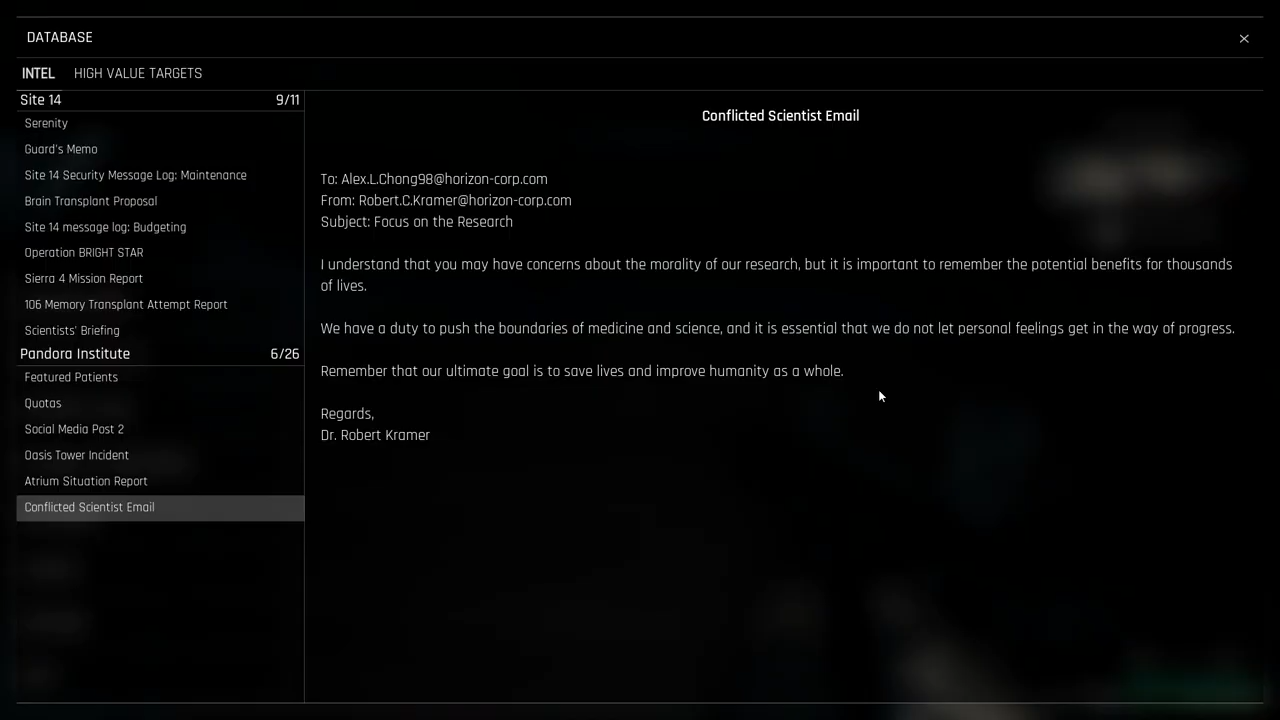 DATABASE
INTEL
HIGH VALUE TARGETS
Site 14 9/11
Serenity
Guard's Memo
Site 14 Security Message Log: Maintenance
Brain Transplant Proposal
Site 14 message log: Budgeting
Operation BRIGHT STAR
Sierra 4 Mission Report
106 Memory Transplant Attempt Report
Scientists' Briefing
Pandora Institute 6/26
Featured Patients
Quotas
Social Media Post 2
Oasis Tower Incident
Atrium Situation Report
Conflicted Scientist Email
Conflicted Scientist Email
To: Alex.L.Chong98@horizon-corp.com
From: Robert.C.Kramer@horizon-corp.com
Subject: Focus on the Research
I understand that you may have concerns about the morality of our research, but it is important to remember the potential benefits for thousands
of lives.
We have a duty to push the boundaries of medicine and science, and it is essential that we do not let personal feelings get in the way of progress.
Remember that our ultimate goal is to save lives and improve humanity as a whole.
Regards,
Dr. Robert Kramer